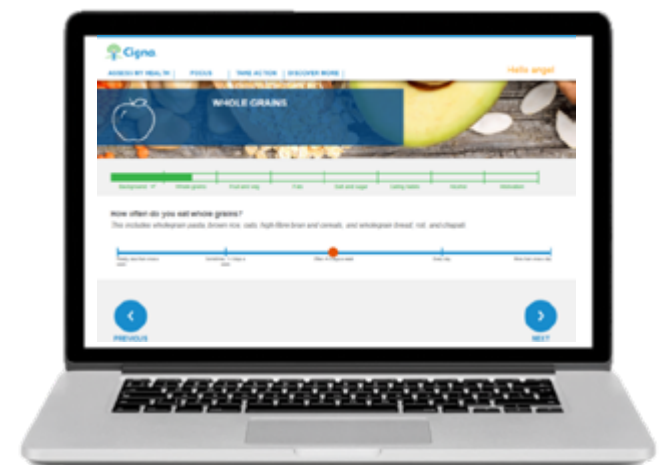 Cigna.
ASSESS MY HEALTH | FOCUS | TAKE ACTION | DISCOVER MORE |
Hello angel
WHOLE GRAINS
Background Whole grains Fruit and veg Fats Salt and sugar Eating habits Alcohol Motivation
How often do you eat whole grains?
This includes wholegrain pasta, brown rice, oats, high-fibre bran and cereals, and wholegrain bread, roti and chapati
PREVIOUS
NEXT